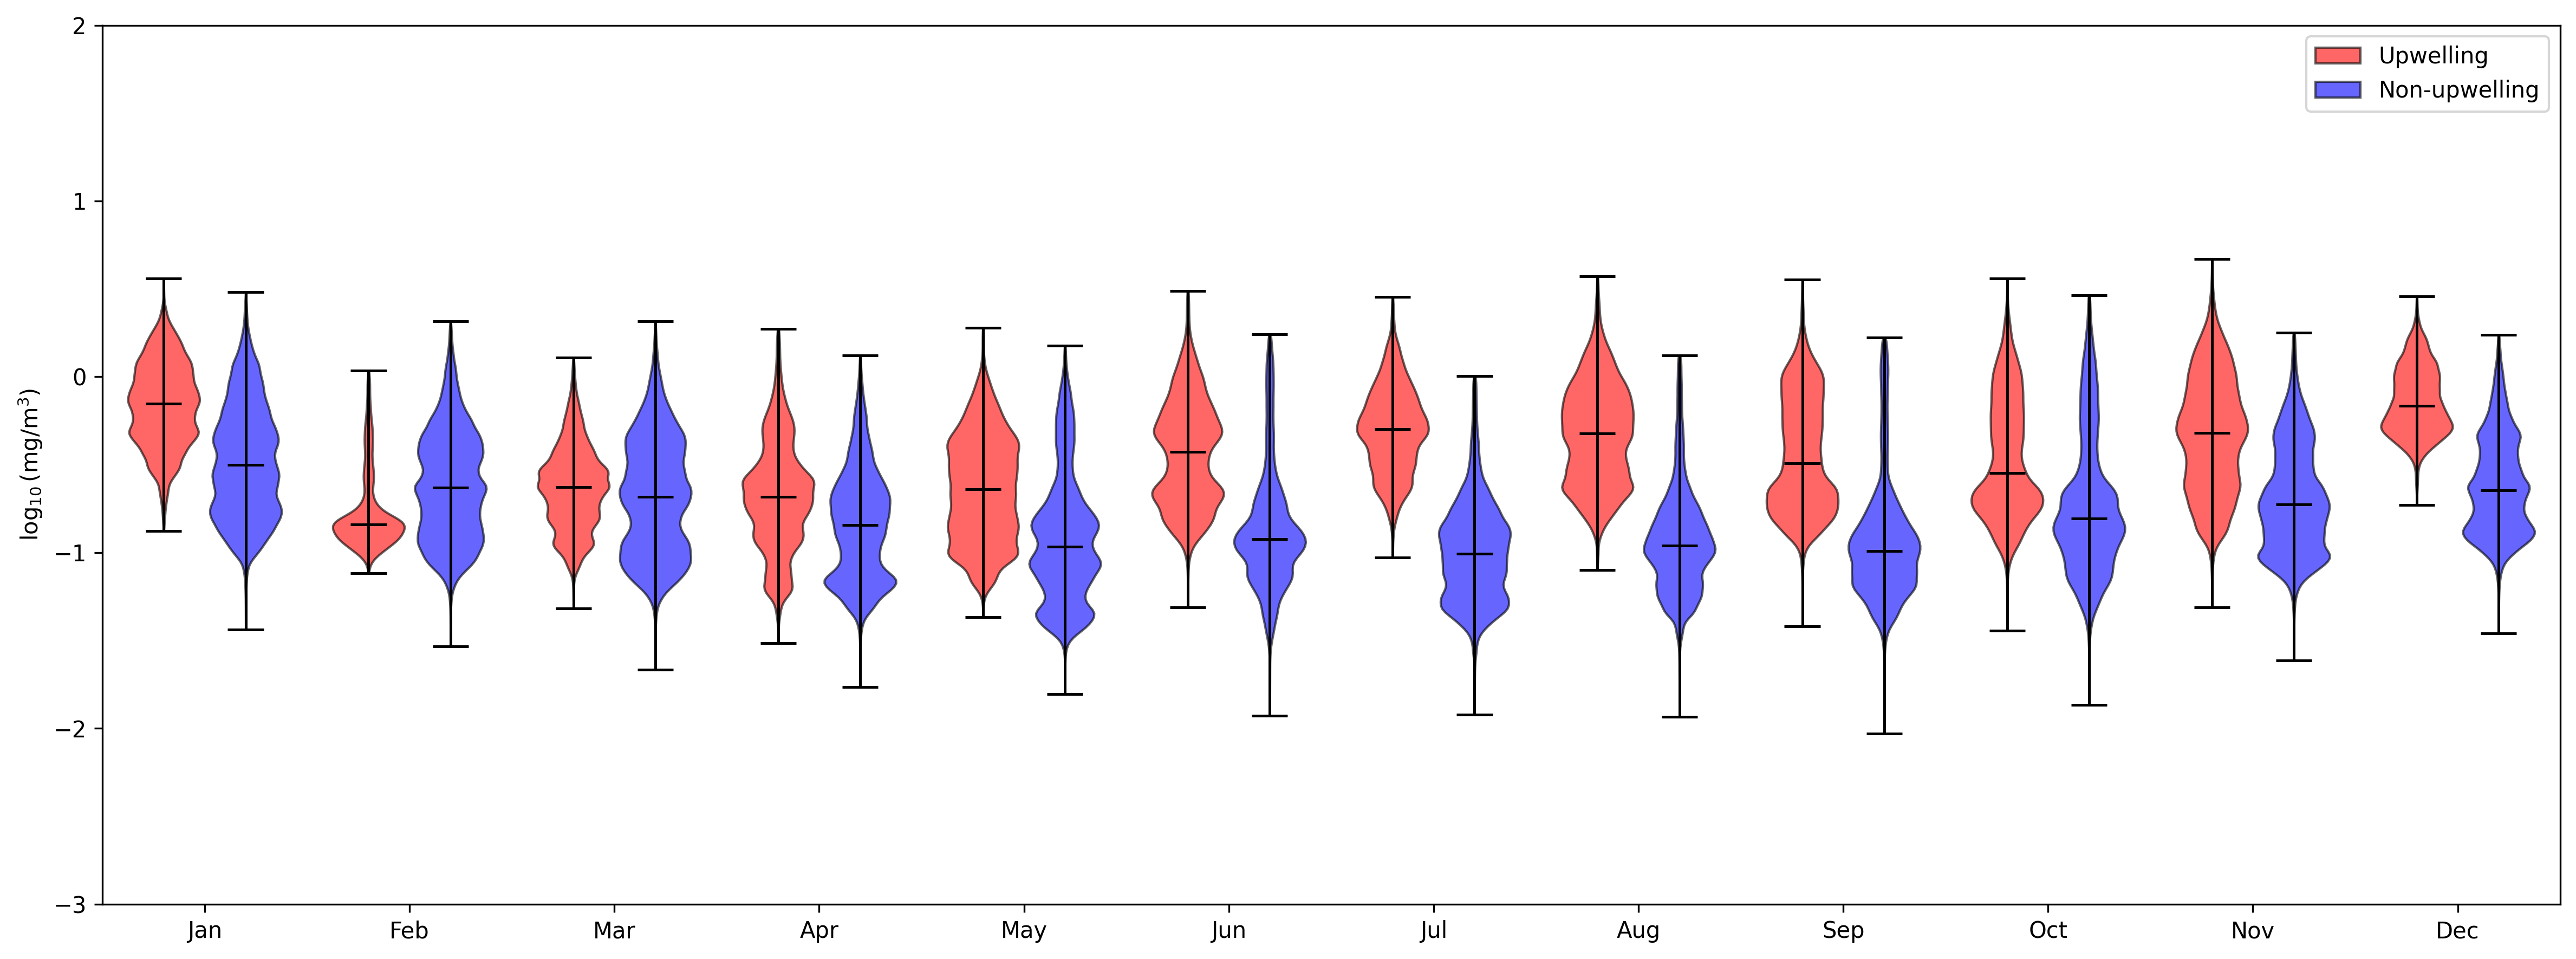 2
1
0
−1
−2
−3
log₁₀(mg/m³)
Upwelling
Non-upwelling
Jan Feb Mar Apr May Jun Jul Aug Sep Oct Nov Dec